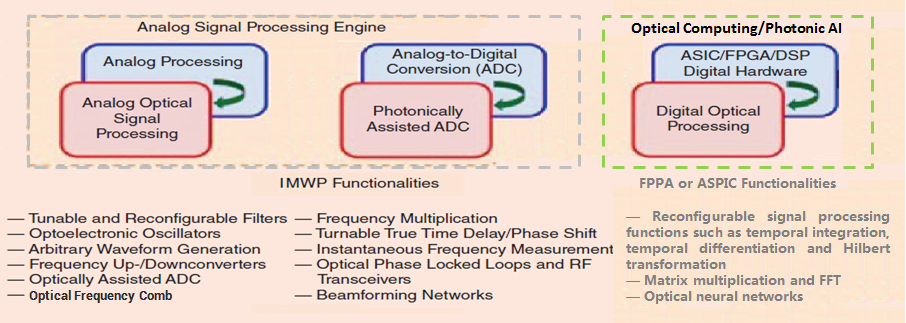 Analog Signal Processing Engine
Optical Computing/Photonic AI
Analog Processing
Analog Optical
Signal
Processing
Analog-to-Digital
Conversion (ADC)
Photonically
Assisted ADC
ASIC/FPGA/DSP
Digital Hardware
Digital Optical
Processing
IMWP Functionalities
— Tunable and Reconfigurable Filters
— Optoelectronic Oscillators
— Arbitrary Waveform Generation
— Frequency Up-/Downconverters
— Optically Assisted ADC
— Optical Frequency Comb
— Frequency Multiplication
— Turnable True Time Delay/Phase Shift
— Instantaneous Frequency Measurement
— Optical Phase Locked Loops and RF
Transceivers
— Beamforming Networks
FPPA or ASPIC Functionalities
— Reconfigurable signal processing
functions such as temporal integration,
temporal differentiation and Hilbert
transformation
— Matrix multiplication and FFT
— Optical neural networks